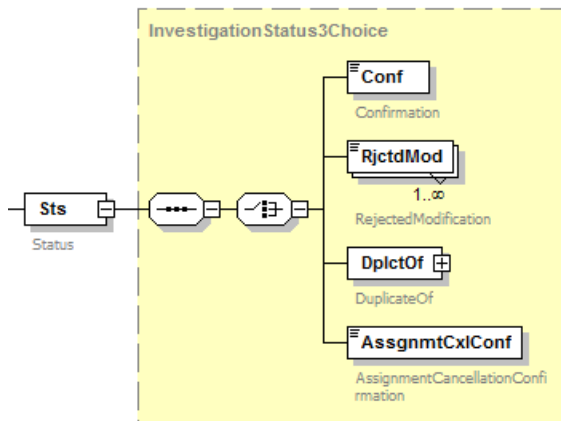 InvestigationStatus3Choice
Conf
Confirmation
RjctdMod
1..∞
RejectedModification
Sts
Status
DplctOf
DuplicateOf
AssgnmtCxlConf
AssignmentCancellationConfi
rmation